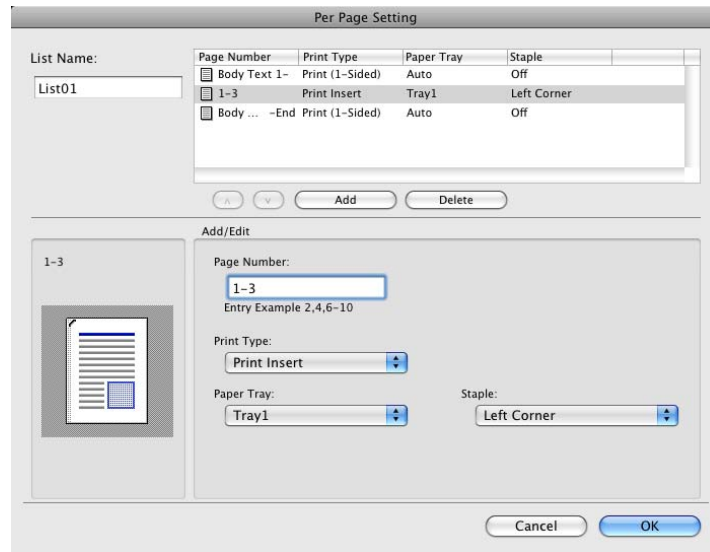 Per Page Setting
List Name:
List01
Page Number Print Type Paper Tray Staple
Body Text 1- Print (1-Sided) Auto Off
1-3 Print Insert Tray1 Left Corner
Body ... -End Print (1-Sided) Auto Off
Add Delete
Add/Edit
1-3
Page Number:
1-3
Entry Example 2,4,6-10
Print Type:
Print Insert
Paper Tray: Staple:
Tray1 Left Corner
Cancel OK